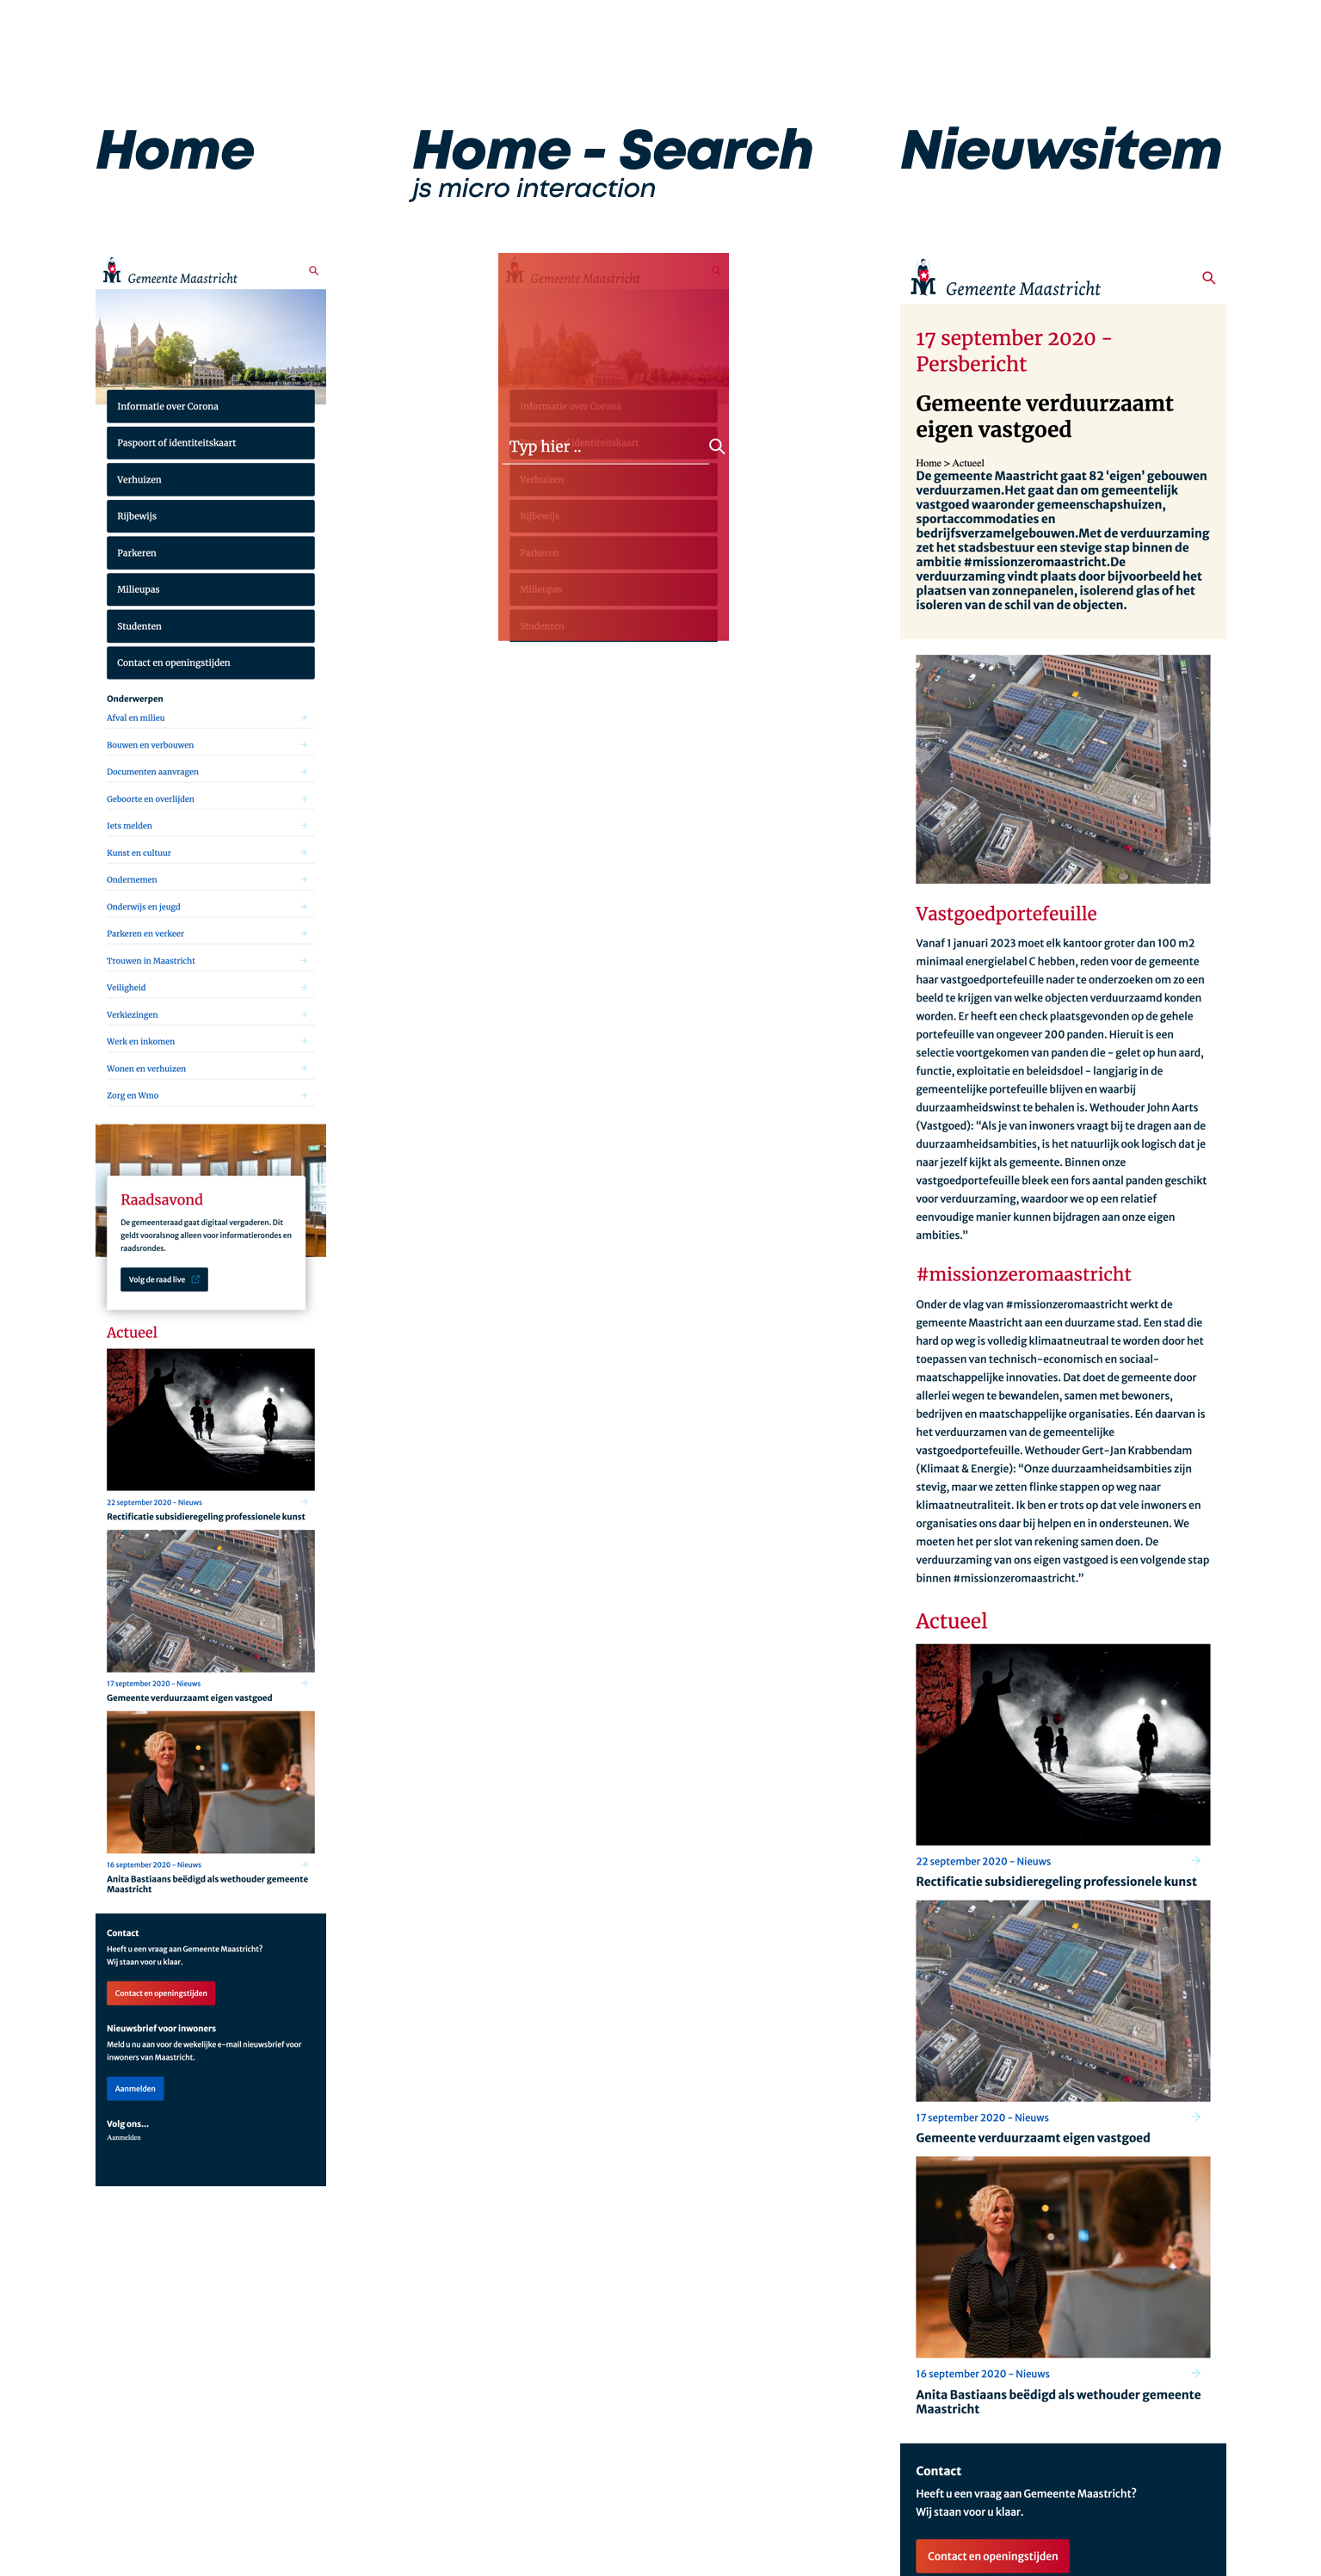 Home
Home - Search
js micro interaction
Nieuwsitem
Gemeente Maastricht
Informatie over Corona
Paspoort of identiteitskaart
Verhuizen
Rijbewijs
Parkeren
Milieupas
Studenten
Contact en openingstijden
Onderwerpen
Afval en milieu
Bouwen en verbouwen
Documenten aanvragen
Geboorte en overlijden
Iets melden
Kunst en cultuur
Ondernemen
Onderwijs en jeugd
Parkeren en verkeer
Trouwen in Maastricht
Veiligheid
Verkiezingen
Werk en inkomen
Wonen en verhuizen
Zorg en Wmo
Raadsavond
De gemeenteraad gaat digitaal vergaderen. Dit
geldt vooralsnog alleen voor informatierondes en
raadsrondes.
Volg de raad live
Actueel
22 september 2020 - Nieuws
Rectificatie subsidieregeling professionele kunst
17 september 2020 - Nieuws
Gemeente verduurzaamt eigen vastgoed
16 september 2020 - Nieuws
Anita Bastiaans beëdigd als wethouder gemeente
Maastricht
Contact
Heeft u een vraag aan Gemeente Maastricht?
Wij staan voor u klaar.
Contact en openingstijden
Nieuwsbrief voor inwoners
Meld u nu aan voor de wekelijke e-mail nieuwsbrief voor
inwoners van Maastricht.
Aanmelden
Volg ons...
Aanmelden
Gemeente Maastricht
Informatie over Corona
Paspoort of identiteitskaart
Typ hier ..
Verhuizen
Rijbewijs
Parkeren
Milieupas
Studenten
Gemeente Maastricht
17 september 2020 -
Persbericht
Gemeente verduurzaamt
eigen vastgoed
Home > Actueel
De gemeente Maastricht gaat 82 ‘eigen’ gebouwen
verduurzamen.Het gaat dan om gemeentelijk
vastgoed waaronder gemeenschapshuizen,
sportaccommodaties en
bedrijfsverzamelgebouwen.Met de verduurzaming
zet het stadsbestuur een stevige stap binnen de
ambitie #missionzeromaastricht.De
verduurzaming vindt plaats door bijvoorbeeld het
plaatsen van zonnepanelen, isolerend glas of het
isoleren van de schil van de objecten.
Vastgoedportefeuille
Vanaf 1 januari 2023 moet elk kantoor groter dan 100 m2
minimaal energielabel C hebben, reden voor de gemeente
haar vastgoedportefeuille nader te onderzoeken om zo een
beeld te krijgen van welke objecten verduurzaamd konden
worden. Er heeft een check plaatsgevonden op de gehele
portefeuille van ongeveer 200 panden. Hieruit is een
selectie voortgekomen van panden die - gelet op hun aard,
functie, exploitatie en beleidsdoel - langjarig in de
gemeentelijke portefeuille blijven en waarbij
duurzaamheidswinst te behalen is. Wethouder John Aarts
(Vastgoed): “Als je van inwoners vraagt bij te dragen aan de
duurzaamheidsambities, is het natuurlijk ook logisch dat je
naar jezelf kijkt als gemeente. Binnen onze
vastgoedportefeuille bleek een fors aantal panden geschikt
voor verduurzaming, waardoor we op een relatief
eenvoudige manier kunnen bijdragen aan onze eigen
ambities.”
#missionzeromaastricht
Onder de vlag van #missionzeromaastricht werkt de
gemeente Maastricht aan een duurzame stad. Een stad die
hard op weg is volledig klimaatneutraal te worden door het
toepassen van technisch-economisch en sociaal-
maatschappelijke innovaties. Dat doet de gemeente door
allerlei wegen te bewandelen, samen met bewoners,
bedrijven en maatschappelijke organisaties. Eén daarvan is
het verduurzamen van de gemeentelijke
vastgoedportefeuille. Wethouder Gert-Jan Krabbendam
(Klimaat & Energie): “Onze duurzaamheidsambities zijn
stevig, maar we zetten flinke stappen op weg naar
klimaatneutraliteit. Ik ben er trots op dat vele inwoners en
organisaties ons daar bij helpen en in ondersteunen. We
moeten het per slot van rekening samen doen. De
verduurzaming van ons eigen vastgoed is een volgende stap
binnen #missionzeromaastricht.”
Actueel
22 september 2020 - Nieuws
Rectificatie subsidieregeling professionele kunst
17 september 2020 - Nieuws
Gemeente verduurzaamt eigen vastgoed
16 september 2020 - Nieuws
Anita Bastiaans beëdigd als wethouder gemeente
Maastricht
Contact
Heeft u een vraag aan Gemeente Maastricht?
Wij staan voor u klaar.
Contact en openingstijden